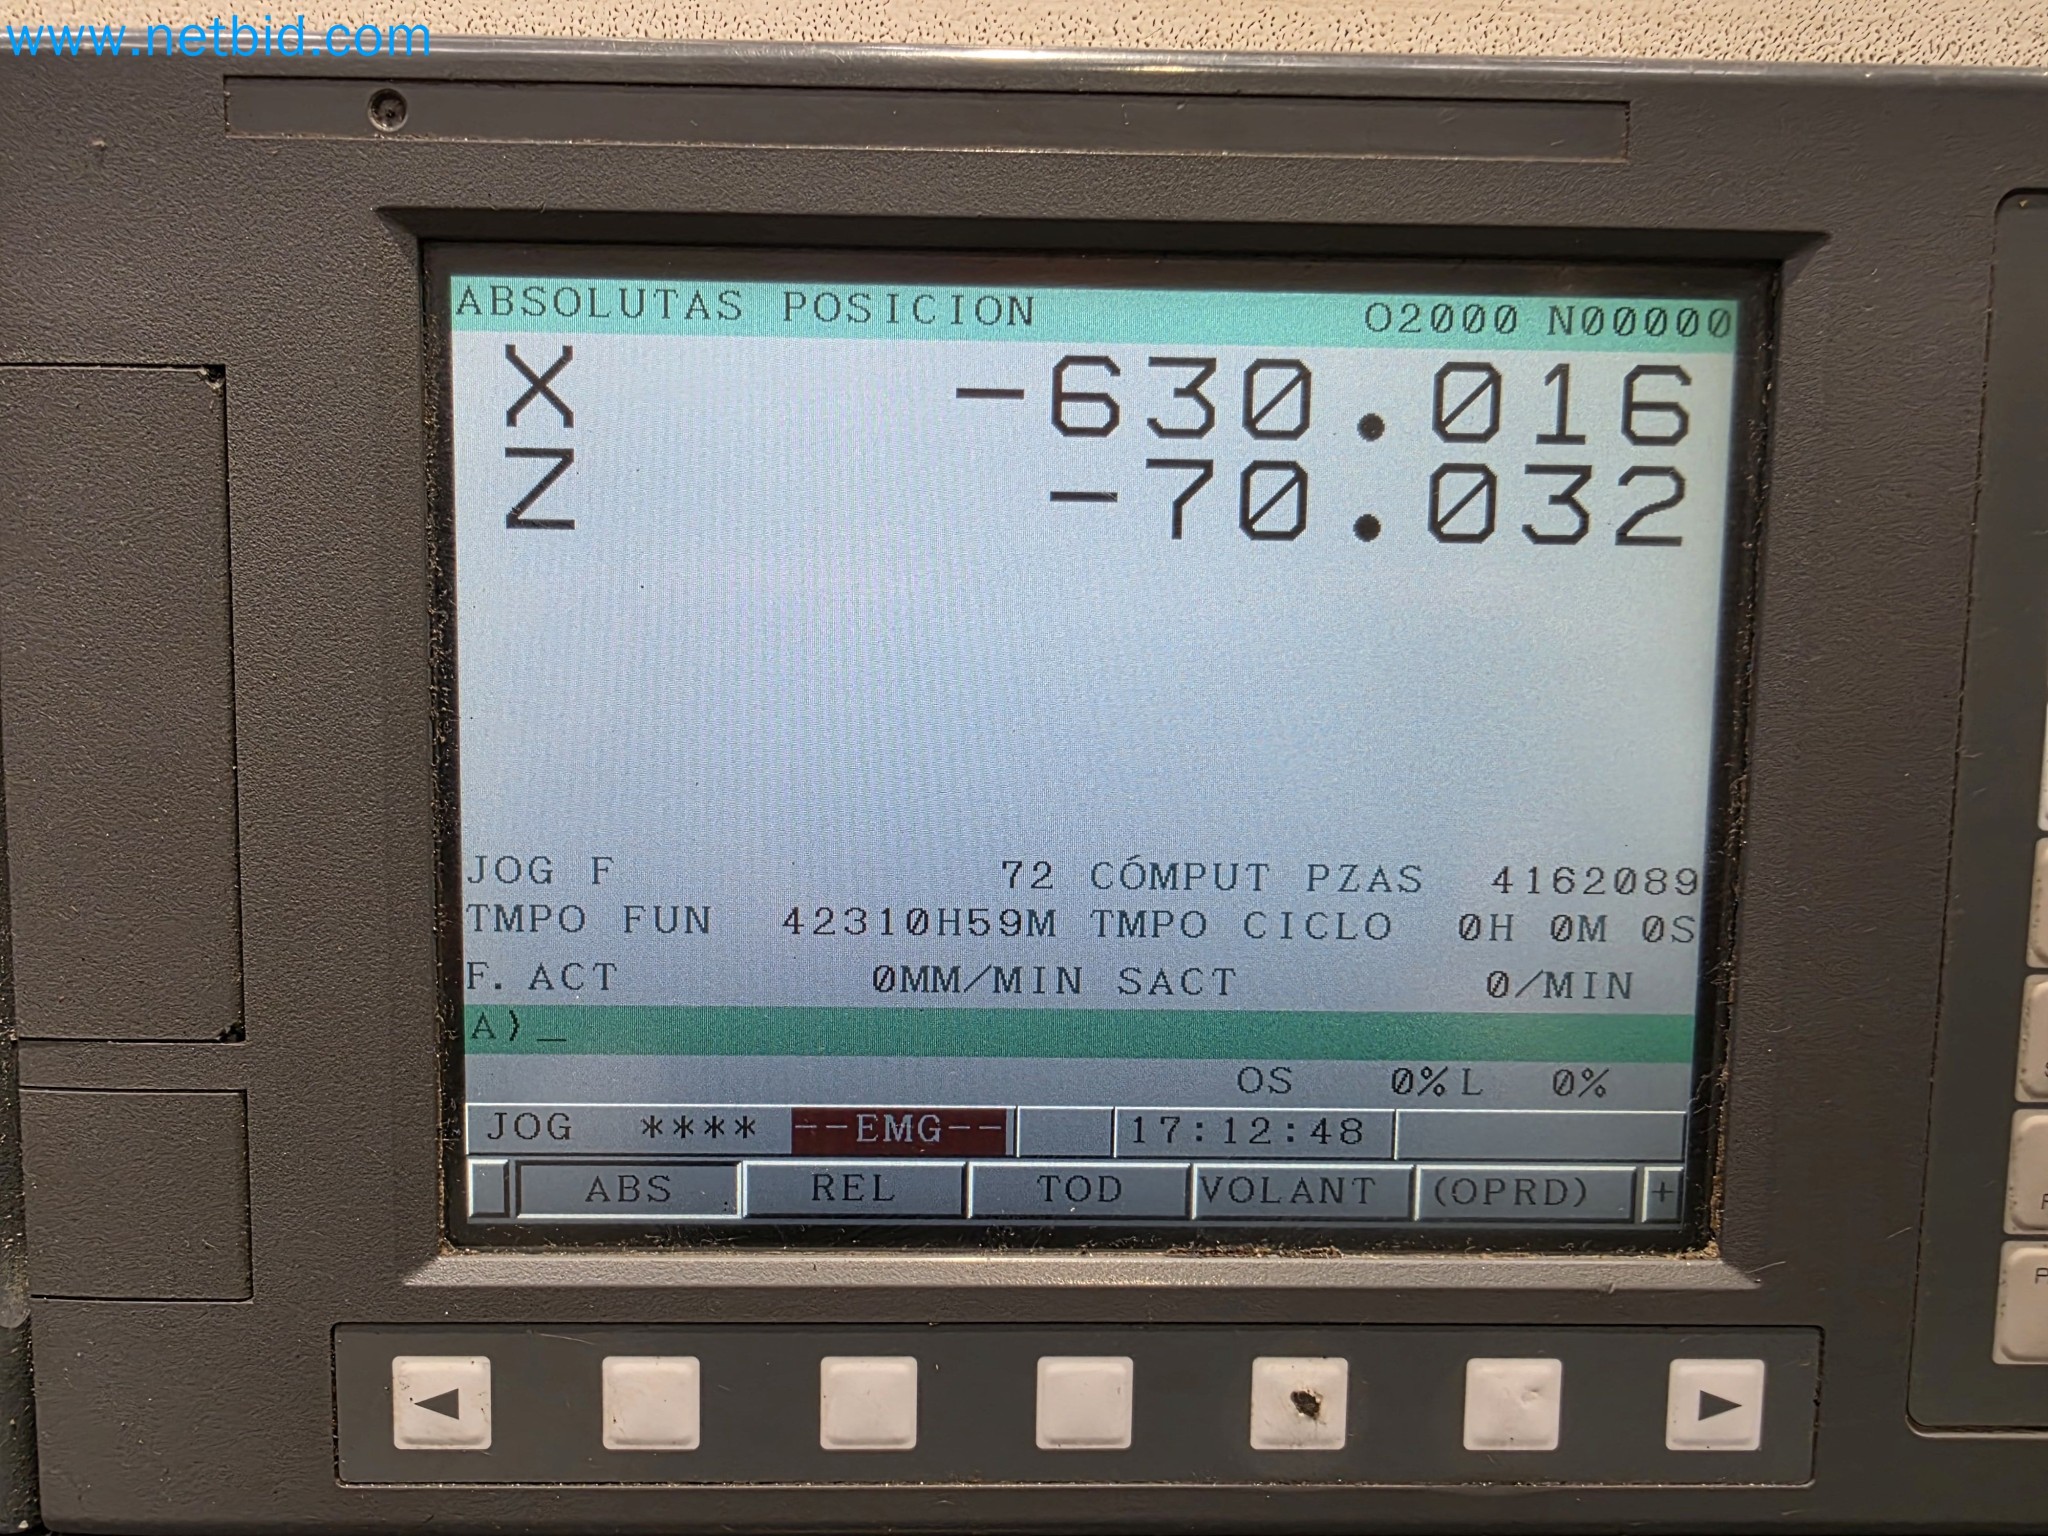 www.netbid.com
ABSOLUTAS POSICION O2000 N00000
X -630.016
Z -70.032
JOG F 72 CÓMPUT PZAS 4162089
TMPO FUN 42310H59M TMPO CICLO 0H 0M 0S
F. ACT 0MM/MIN SACT 0/MIN
A)_
OS 0% L 0%
JOG **** --EMG-- 17:12:48
ABS REL TOD VOLANT (OPRD) +